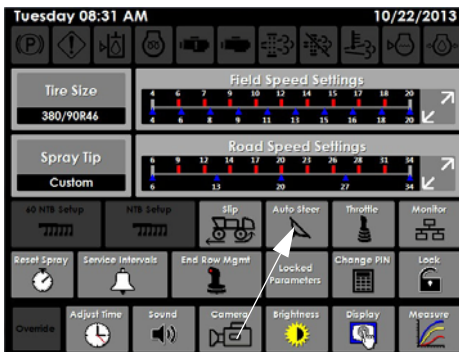 Tuesday 08:31 AM 10/22/2013
(P)
Tire Size
380/90R46
Field Speed Settings
4 6 7 9 10 12 14 15 17 18 20
4 6 8 9 11 13 15 16 18 20
Spray Tip
Custom
Road Speed Settings
6 9 12 14 17 20 23 26 28 31 34
6 13 20 27 34
60 NTB Setup NTB Setup Slip Auto Steer Throttle Monitor
Reset Spray Service Intervals End Row Mgmt Locked Parameters Change PIN Lock
Override Adjust Time Sound Camera Brightness Display Measure